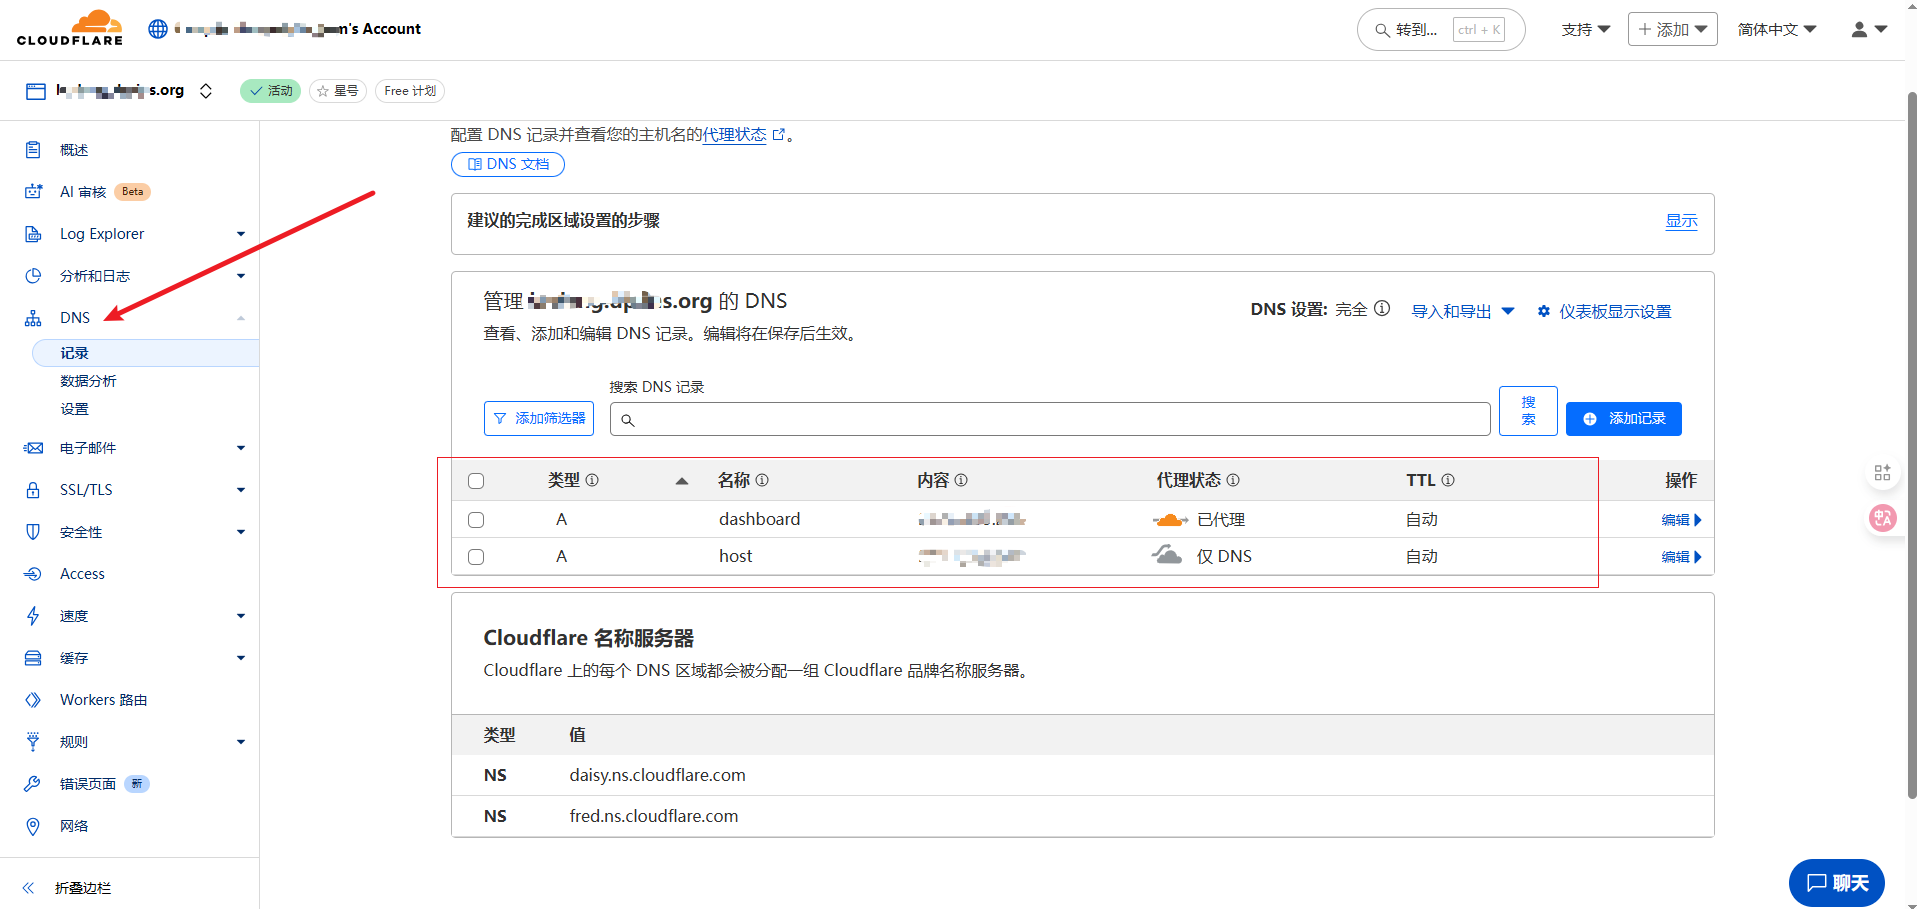 CLOUDFLARE
's Account
转到...
ctrl + K
支持
添加
简体中文
s.org
活动
星号
Free 计划
概述
AI 审核
Beta
Log Explorer
分析和日志
DNS
记录
数据分析
设置
电子邮件
SSL/TLS
安全性
Access
速度
缓存
Workers 路由
规则
错误页面
新
网络
折叠边栏
配置 DNS 记录并查看您的主机名的代理状态。
DNS 文档
建议的完成区域设置的步骤
显示
管理 s.org 的 DNS
查看、添加和编辑 DNS 记录。编辑将在保存后生效。
DNS 设置: 完全
导入和导出
仪表板显示设置
搜索 DNS 记录
添加筛选器
搜
索
添加记录
类型 名称 内容 代理状态 TTL 操作
A dashboard 已代理 自动 编辑
A host 仅 DNS 自动 编辑
Cloudflare 名称服务器
Cloudflare 上的每个 DNS 区域都会被分配一组 Cloudflare 品牌名称服务器。
类型 值
NS daisy.ns.cloudflare.com
NS fred.ns.cloudflare.com
中A
聊天